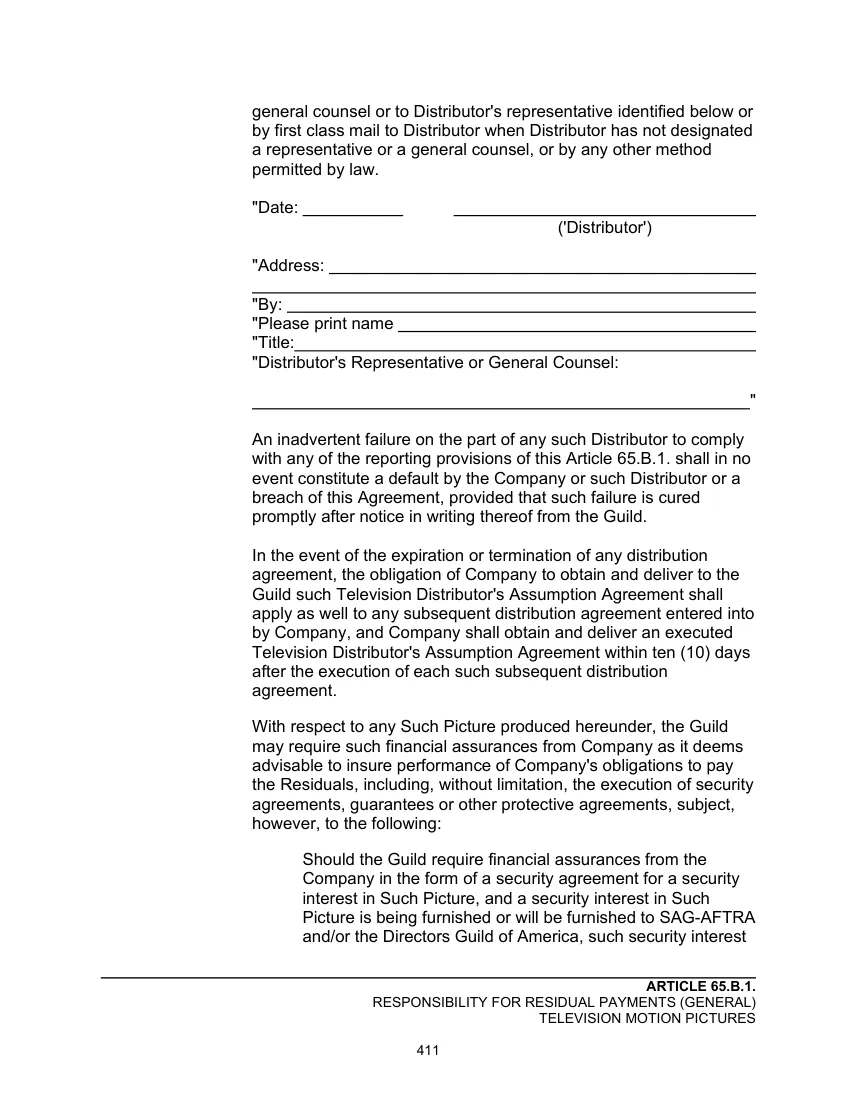 general counsel or to Distributor's representative identified below or
by first class mail to Distributor when Distributor has not designated
a representative or a general counsel, or by any other method
permitted by law.
"Date: ___________ _________________________________
('Distributor')
"Address: ______________________________________________
_______________________________________________________
"By: ___________________________________________________
"Please print name _______________________________________
"Title:__________________________________________________
"Distributor's Representative or General Counsel:
______________________________________________________"
An inadvertent failure on the part of any such Distributor to comply
with any of the reporting provisions of this Article 65.B.1. shall in no
event constitute a default by the Company or such Distributor or a
breach of this Agreement, provided that such failure is cured
promptly after notice in writing thereof from the Guild.
In the event of the expiration or termination of any distribution
agreement, the obligation of Company to obtain and deliver to the
Guild such Television Distributor's Assumption Agreement shall
apply as well to any subsequent distribution agreement entered into
by Company, and Company shall obtain and deliver an executed
Television Distributor's Assumption Agreement within ten (10) days
after the execution of each such subsequent distribution
agreement.
With respect to any Such Picture produced hereunder, the Guild
may require such financial assurances from Company as it deems
advisable to insure performance of Company's obligations to pay
the Residuals, including, without limitation, the execution of security
agreements, guarantees or other protective agreements, subject,
however, to the following:
Should the Guild require financial assurances from the
Company in the form of a security agreement for a security
interest in Such Picture, and a security interest in Such
Picture is being furnished or will be furnished to SAG-AFTRA
and/or the Directors Guild of America, such security interest
ARTICLE 65.B.1.
RESPONSIBILITY FOR RESIDUAL PAYMENTS (GENERAL)
TELEVISION MOTION PICTURES
411